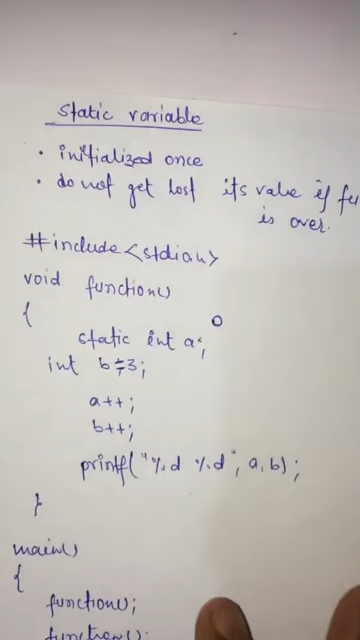 static variable
• initialized once
• do not get lost its value if fu
is over.
#include<stdio.h>
void function()
{
0
static int a;
int b=3;
a++;
b++;
printf("%d %d", a, b);
}
main()
{
function();
function();